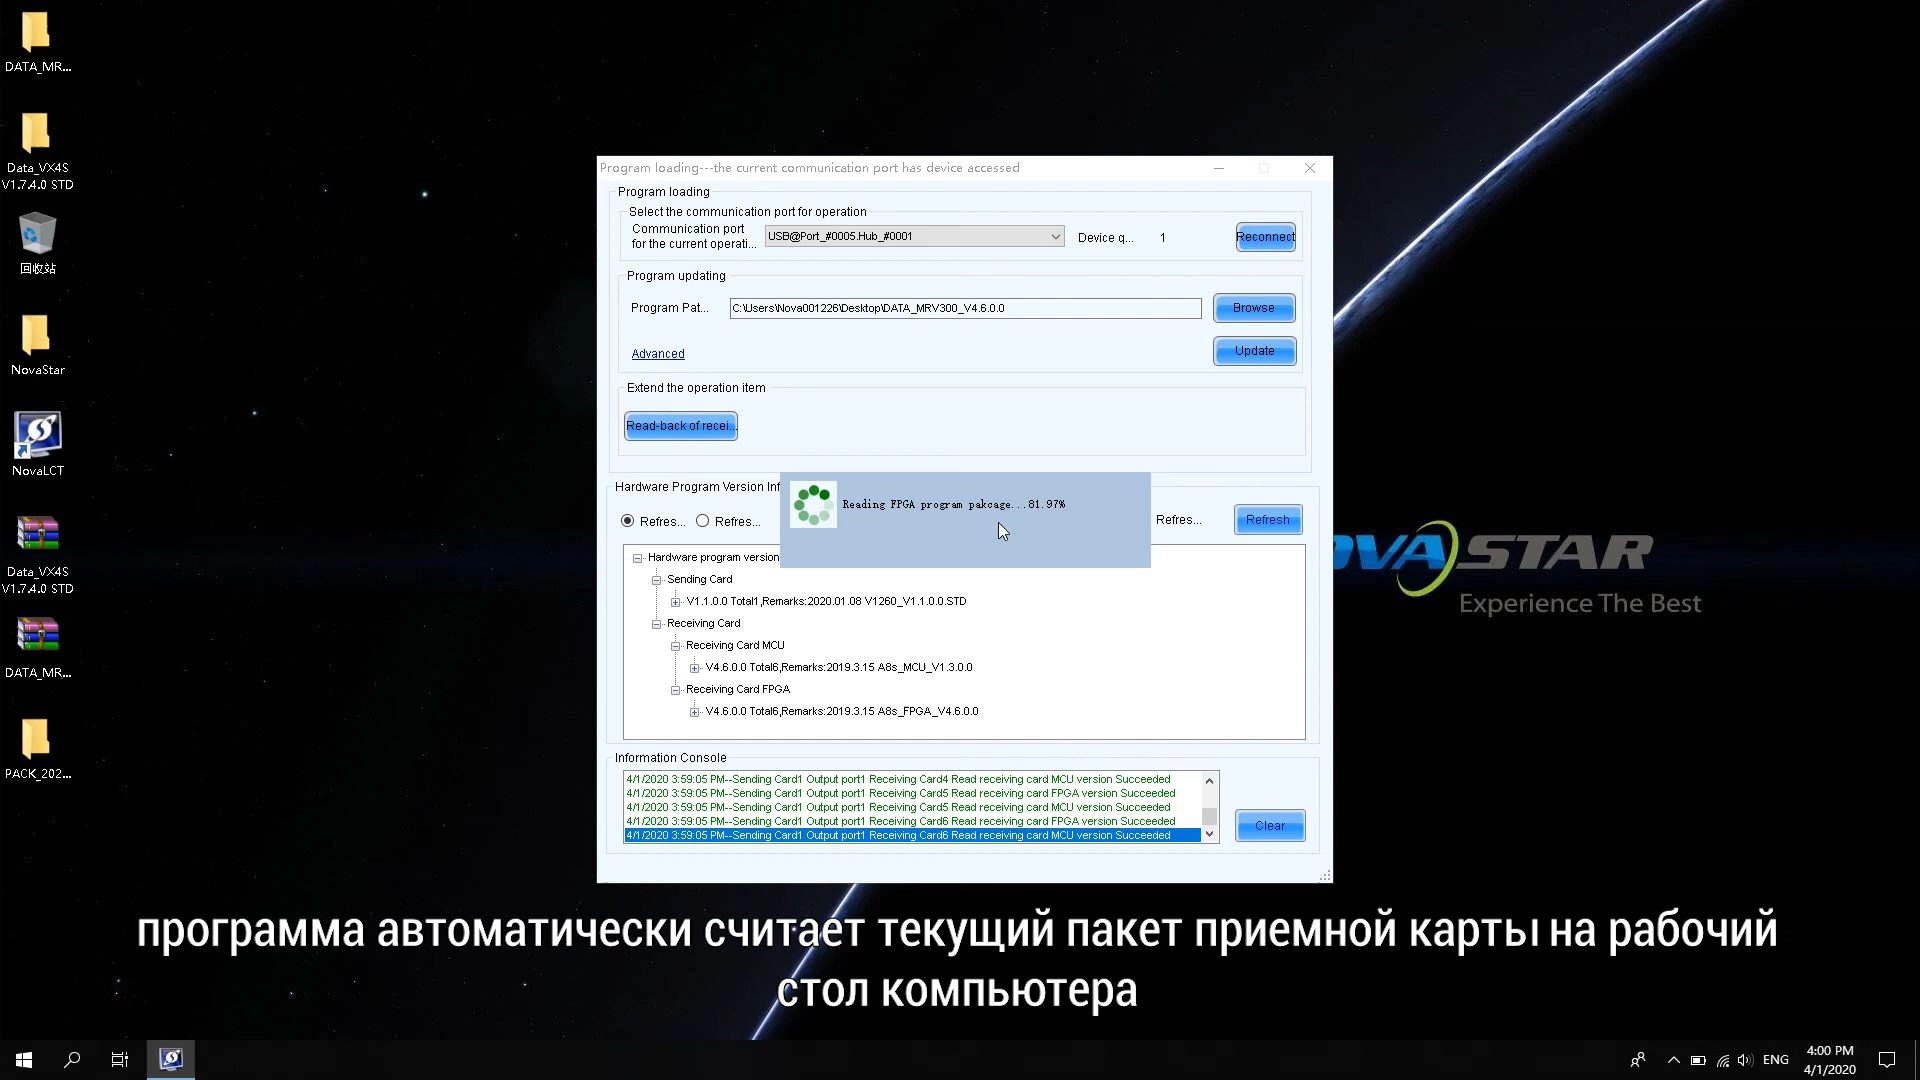 DATA_MR...
Data_VX4S
V1.7.4.0 STD
回收站
NovaStar
NovaLCT
Data_VX4S
V1.7.4.0 STD
DATA_MR...
PACK_202...
Program loading---the current communication port has device accessed
Program loading
Select the communication port for operation
Communication port
for the current operati...
USB@Port_#0005.Hub_#0001
Device q...
1
Reconnect
Program updating
Program Pat...
C:\Users\Nova001226\Desktop\DATA_MRV300_V4.6.0.0
Browse
Advanced
Update
Extend the operation item
Read-back of recei...
Hardware Program Version Inf
Reading FPGA program pakcage...81.97%
Refres...
Refres...
Refres...
Refresh
Hardware program version
Sending Card
V1.1.0.0 Total1,Remarks:2020.01.08 V1260_V1.1.0.0.STD
Receiving Card
Receiving Card MCU
V4.6.0.0 Total6,Remarks:2019.3.15 A8s_MCU_V1.3.0.0
Receiving Card FPGA
V4.6.0.0 Total6,Remarks:2019.3.15 A8s_FPGA_V4.6.0.0
Information Console
4/1/2020 3:59:05 PM--Sending Card1 Output port1 Receiving Card4 Read receiving card MCU version Succeeded
4/1/2020 3:59:05 PM--Sending Card1 Output port1 Receiving Card5 Read receiving card FPGA version Succeeded
4/1/2020 3:59:05 PM--Sending Card1 Output port1 Receiving Card5 Read receiving card MCU version Succeeded
4/1/2020 3:59:05 PM--Sending Card1 Output port1 Receiving Card6 Read receiving card FPGA version Succeeded
4/1/2020 3:59:05 PM--Sending Card1 Output port1 Receiving Card6 Read receiving card MCU version Succeeded
Clear
OVA STAR
Experience The Best
программа автоматически считает текущий пакет приемной карты на рабочий
стол компьютера
ENG
4:00 PM
4/1/2020